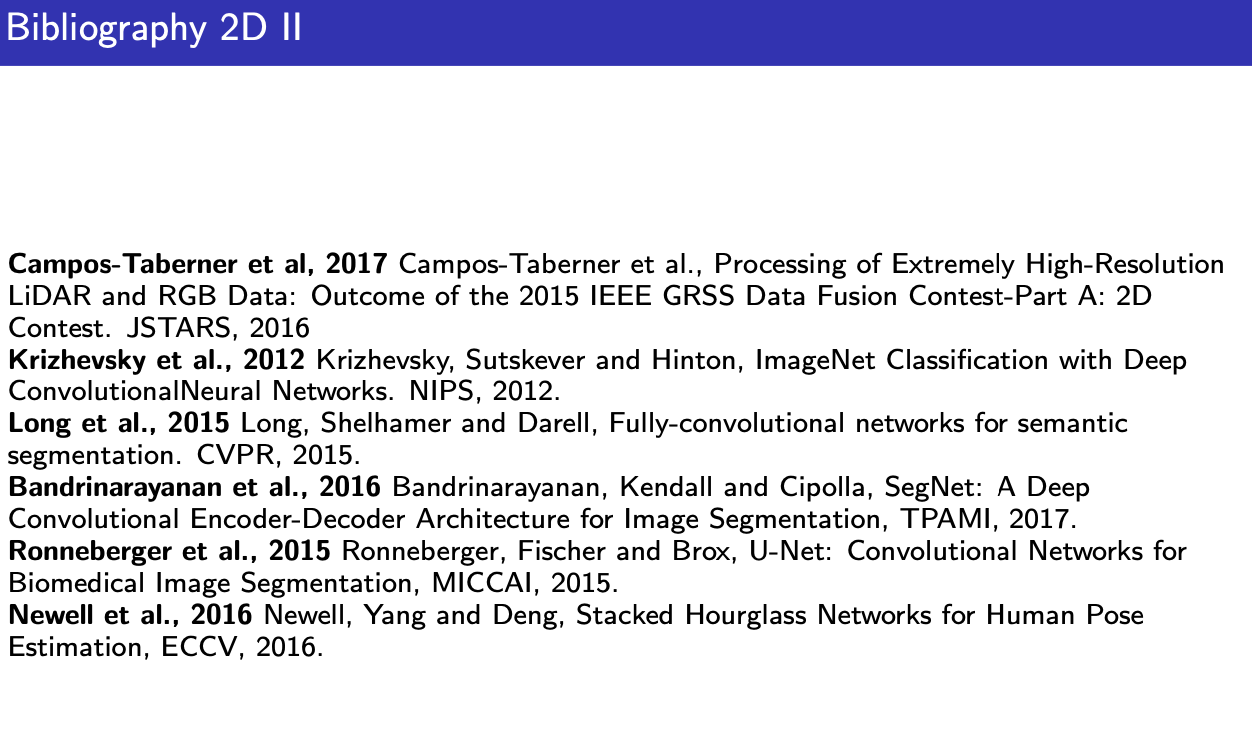 Bibliography 2D II
Campos-Taberner et al, 2017 Campos-Taberner et al., Processing of Extremely High-Resolution
LiDAR and RGB Data: Outcome of the 2015 IEEE GRSS Data Fusion Contest-Part A: 2D
Contest. JSTARS, 2016
Krizhevsky et al., 2012 Krizhevsky, Sutskever and Hinton, ImageNet Classification with Deep
ConvolutionalNeural Networks. NIPS, 2012.
Long et al., 2015 Long, Shelhamer and Darell, Fully-convolutional networks for semantic
segmentation. CVPR, 2015.
Bandrinarayanan et al., 2016 Bandrinarayanan, Kendall and Cipolla, SegNet: A Deep
Convolutional Encoder-Decoder Architecture for Image Segmentation, TPAMI, 2017.
Ronneberger et al., 2015 Ronneberger, Fischer and Brox, U-Net: Convolutional Networks for
Biomedical Image Segmentation, MICCAI, 2015.
Newell et al., 2016 Newell, Yang and Deng, Stacked Hourglass Networks for Human Pose
Estimation, ECCV, 2016.